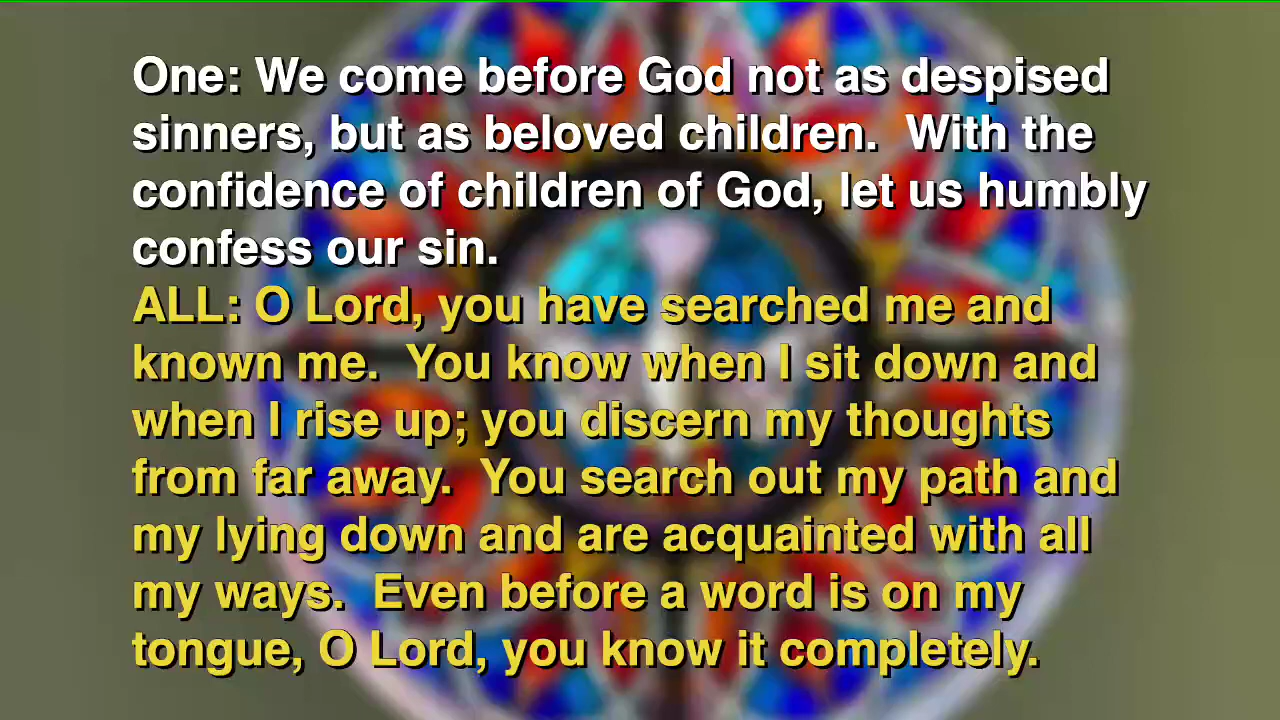 One: We come before God not as despised
sinners, but as beloved children.  With the
confidence of children of God, let us humbly
confess our sin.
ALL: O Lord, you have searched me and
known me.  You know when I sit down and
when I rise up; you discern my thoughts
from far away.  You search out my path and
my lying down and are acquainted with all
my ways.  Even before a word is on my
tongue, O Lord, you know it completely.